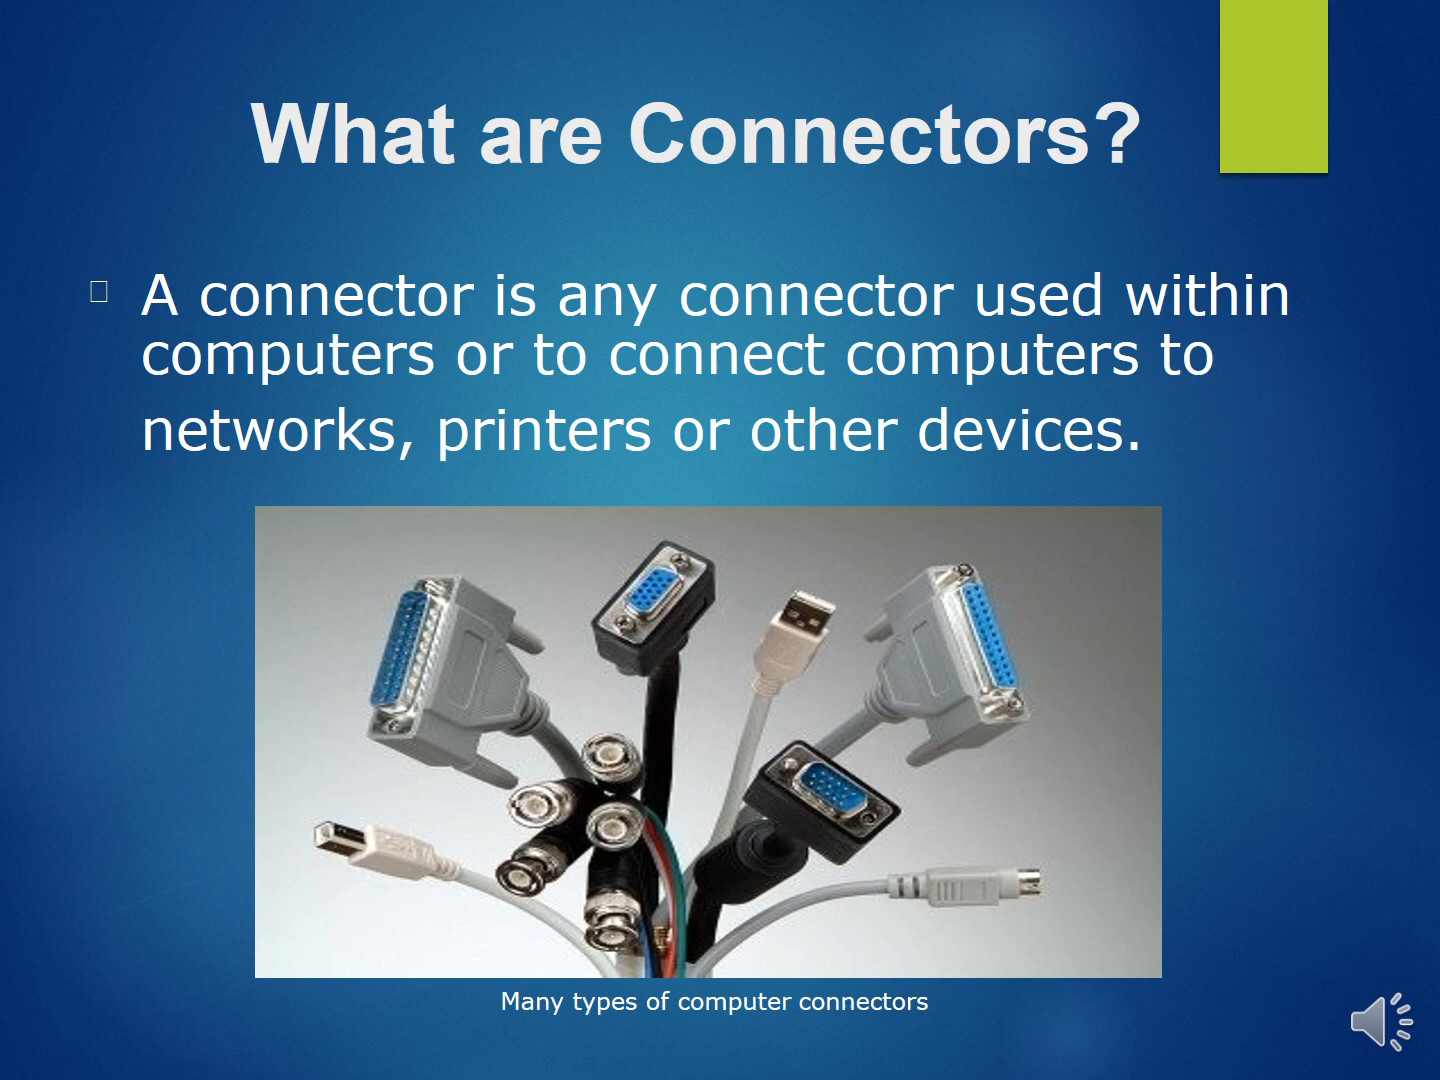 What are Connectors?
A connector is any connector used within
computers or to connect computers to
networks, printers or other devices.
Many types of computer connectors